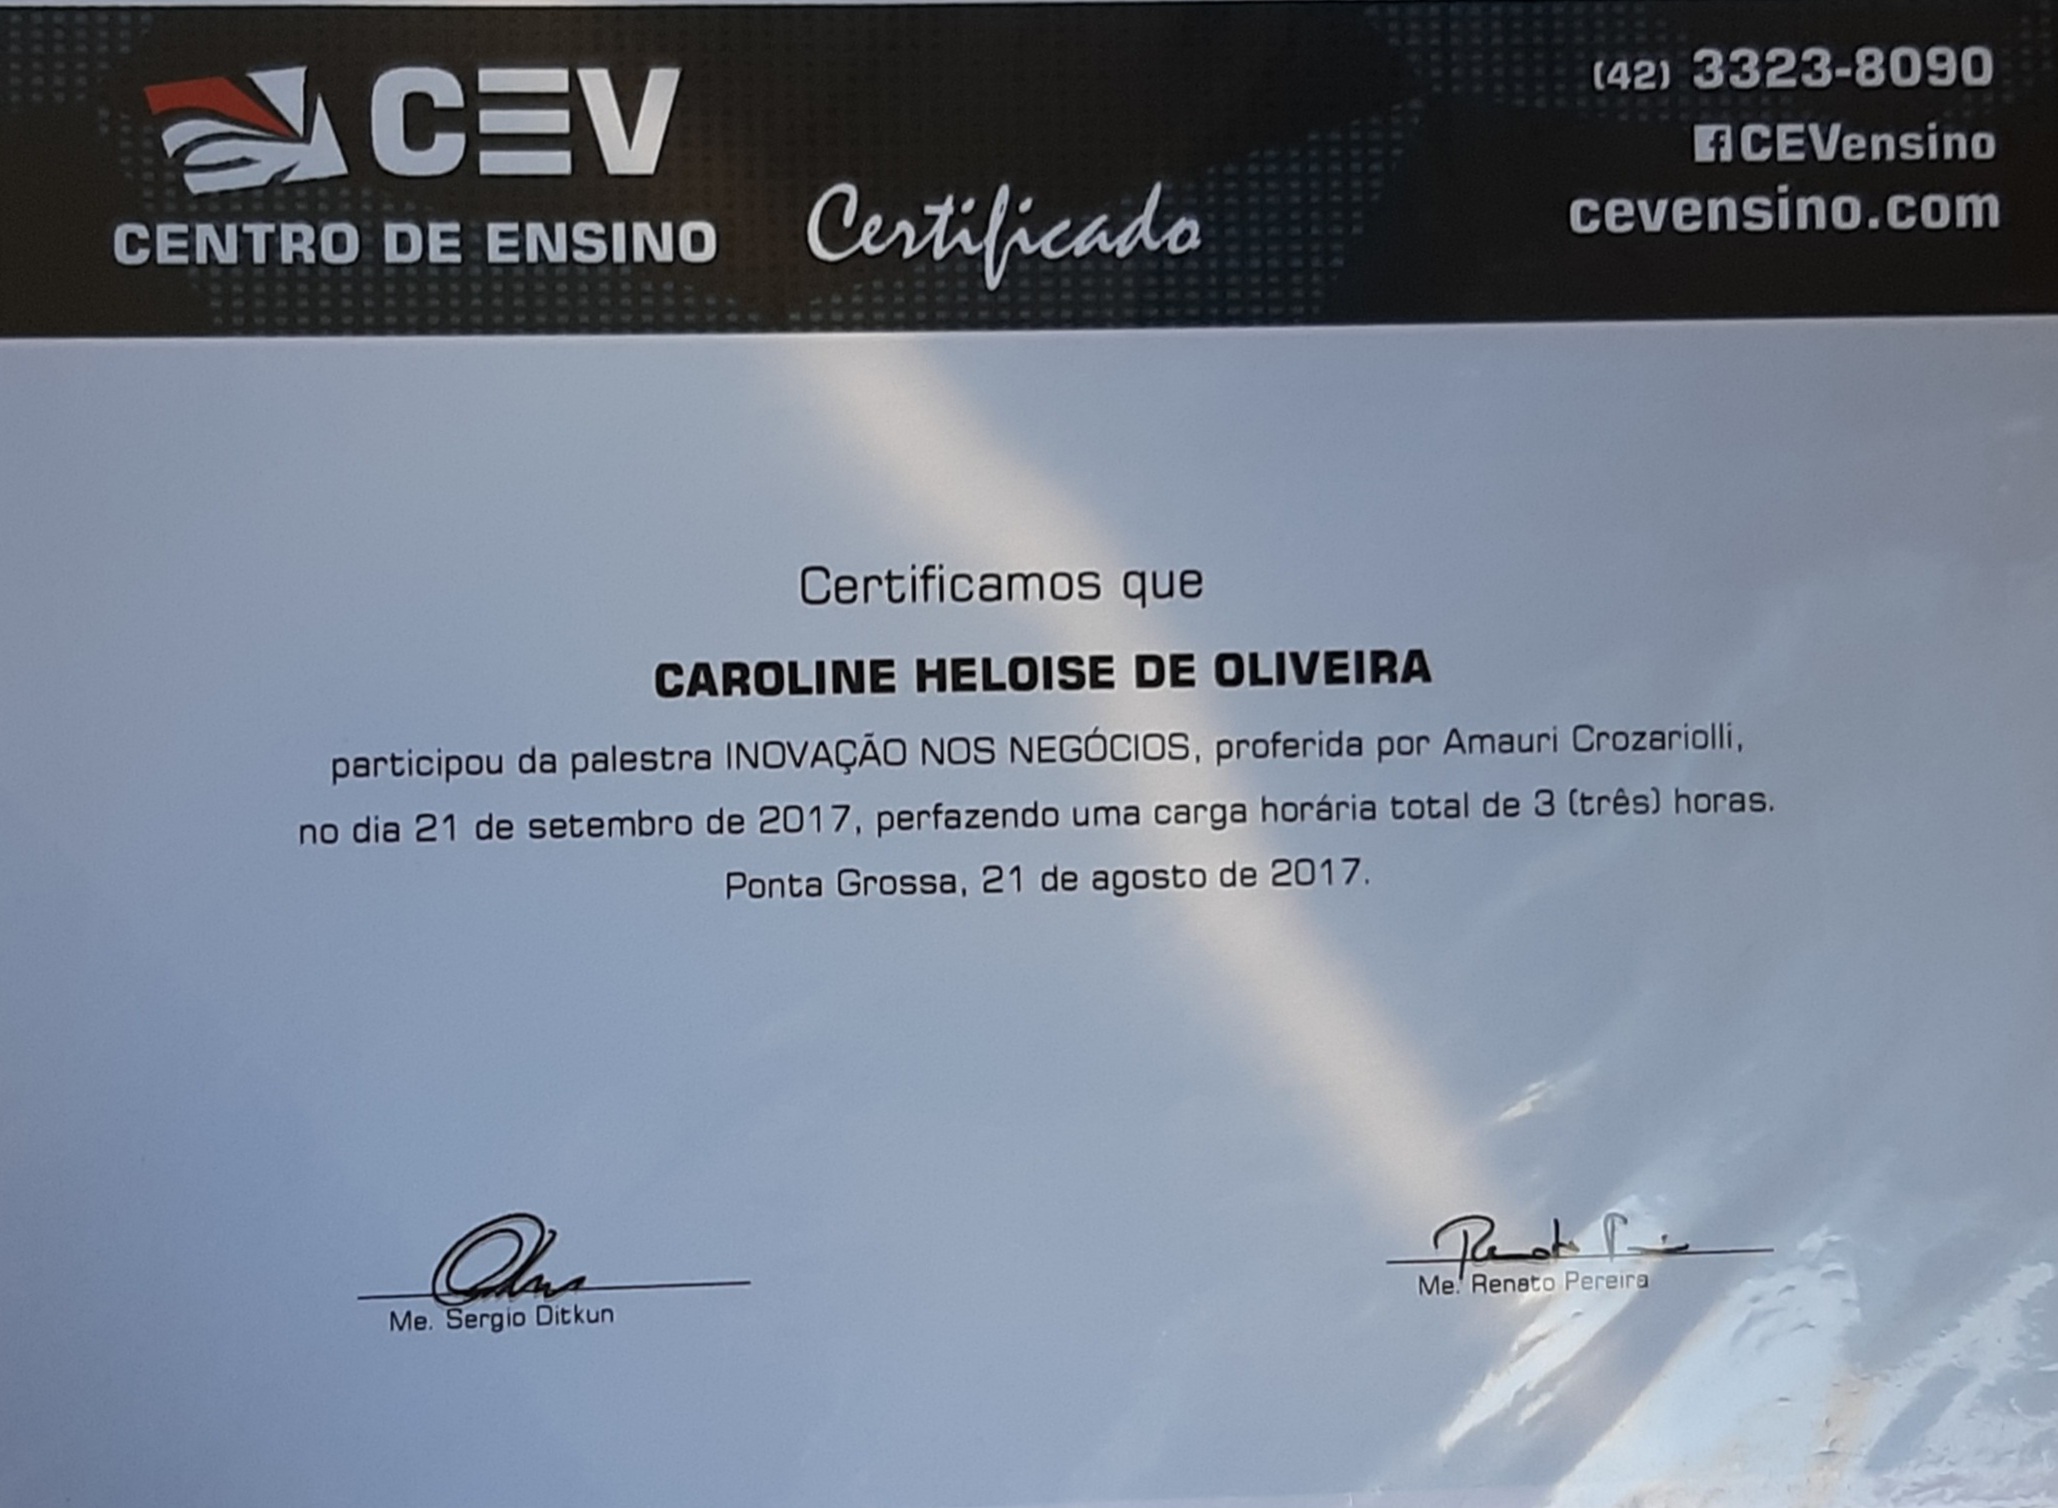 CEV
CENTRO DE ENSINO
Certificado
(42) 3323-8090
CEVensino
cevensino.com
Certificamos que
CAROLINE HELOISE DE OLIVEIRA
participou da palestra INOVAÇÃO NOS NEGÓCIOS, proferida por Amauri Crozariolli,
no dia 21 de setembro de 2017, perfazendo uma carga horária total de 3 (três) horas.
Ponta Grossa, 21 de agosto de 2017.
Me. Sergio Ditkun
Me. Renato Pereira